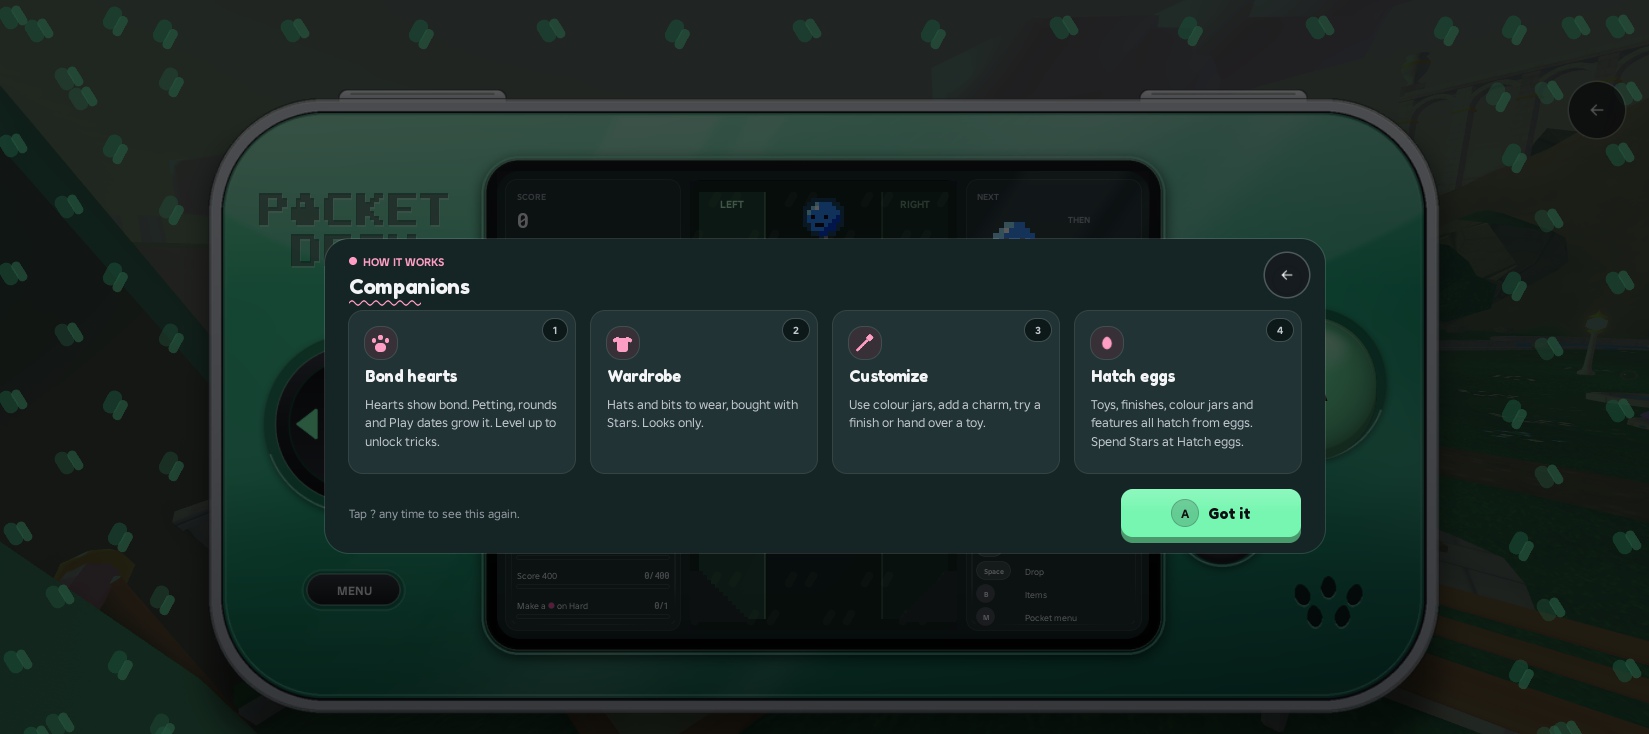 POCKET
SCORE
0
LEFT
RIGHT
NEXT
THEN
HOW IT WORKS
Companions
1
Bond hearts
Hearts show bond. Petting, rounds
and Play dates grow it. Level up to
unlock tricks.
2
Wardrobe
Hats and bits to wear, bought with
Stars. Looks only.
3
Customize
Use colour jars, add a charm, try a
finish or hand over a toy.
4
Hatch eggs
Toys, finishes, colour jars and
features all hatch from eggs.
Spend Stars at Hatch eggs.
Tap ? any time to see this again.
A Got it
MENU
Score 400 0/400
Make a on Hard 0/1
Space Drop
B Items
M Pocket menu